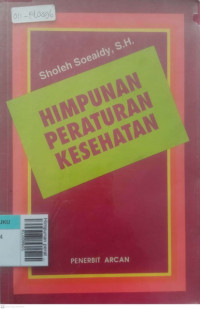 Sholeh Soeaidy, S.H.
HIMPUNAN
PERATURAN
KESEHATAN
PENERBIT ARCAN